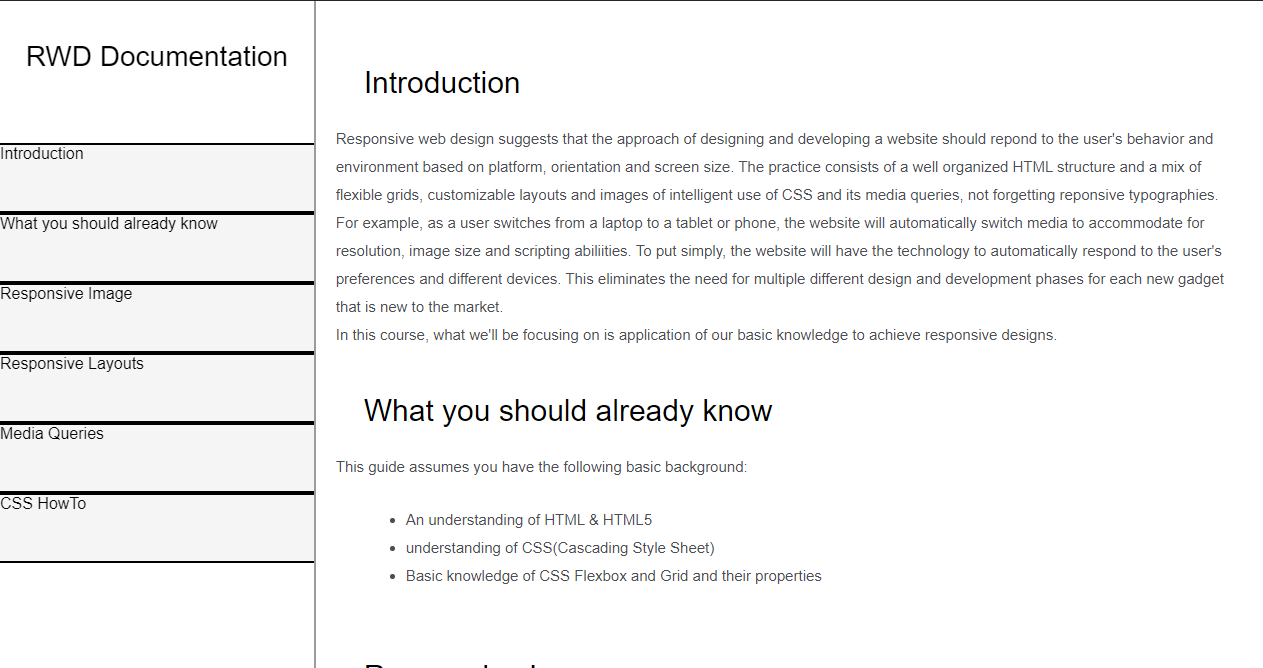 RWD Documentation
Introduction
What you should already know
Responsive Image
Responsive Layouts
Media Queries
CSS HowTo
Introduction
Responsive web design suggests that the approach of designing and developing a website should repond to the user's behavior and
environment based on platform, orientation and screen size. The practice consists of a well organized HTML structure and a mix of
flexible grids, customizable layouts and images of intelligent use of CSS and its media queries, not forgetting reponsive typographies.
For example, as a user switches from a laptop to a tablet or phone, the website will automatically switch media to accommodate for
resolution, image size and scripting abiliities. To put simply, the website will have the technology to automatically respond to the user's
preferences and different devices. This eliminates the need for multiple different design and development phases for each new gadget
that is new to the market.
In this course, what we'll be focusing on is application of our basic knowledge to achieve responsive designs.
What you should already know
This guide assumes you have the following basic background:
• An understanding of HTML & HTML5
• understanding of CSS(Cascading Style Sheet)
• Basic knowledge of CSS Flexbox and Grid and their properties